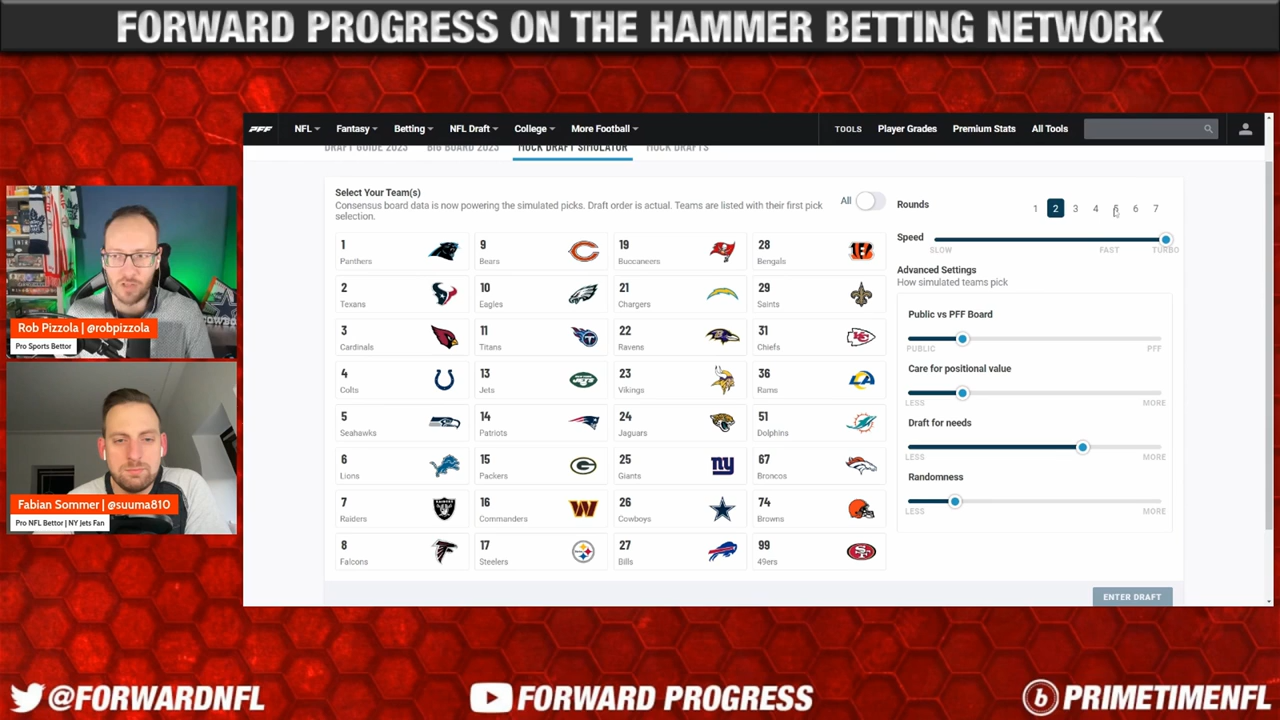 FORWARD PROGRESS ON THE HAMMER BETTING NETWORK
PFF NFL Fantasy Betting NFL Draft College More Football TOOLS Player Grades Premium Stats All Tools
DRAFT GUIDE 2023 BIG BOARD 2023 MOCK DRAFT SIMULATOR MOCK DRAFTS
Select Your Team(s)
Consensus board data is now powering the simulated picks. Draft order is actual. Teams are listed with their first pick
selection.
All
1 9 19 28
Panthers Bears Buccaneers Bengals
2 10 21 29
Texans Eagles Chargers Saints
3 11 22 31
Cardinals Titans Ravens Chiefs
4 13 23 36
Colts Jets Vikings Rams
5 14 24 51
Seahawks Patriots Jaguars Dolphins
6 15 25 67
Lions Packers Giants Broncos
7 16 26 74
Raiders Commanders Cowboys Browns
8 17 27 99
Falcons Steelers Bills 49ers
Rounds 1 2 3 4 5 6 7
Speed
SLOW FAST TURBO
Advanced Settings
How simulated teams pick
Public vs PFF Board
PUBLIC PFF
Care for positional value
LESS MORE
Draft for needs
LESS MORE
Randomness
LESS MORE
ENTER DRAFT
Rob Pizzola | @robpizzola
Pro Sports Bettor
Fabian Sommer | @suuma810
Pro NFL Bettor | NY Jets Fan
@FORWARDNFL FORWARD PROGRESS b PRIMETIMENFL